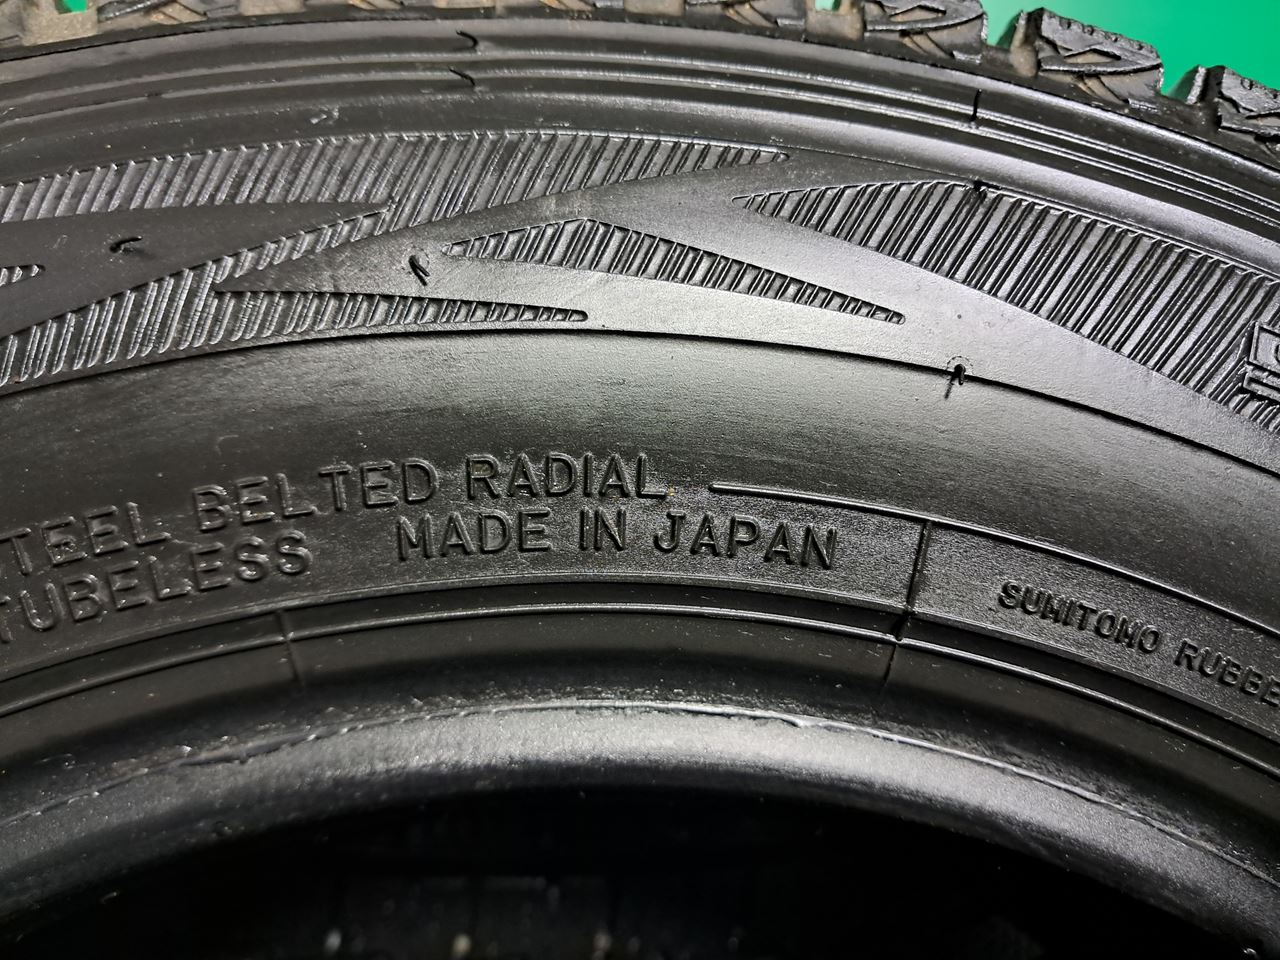 TEEL BELTED RADIAL
TUBELESS MADE IN JAPAN
SUMITOMO RUBBE